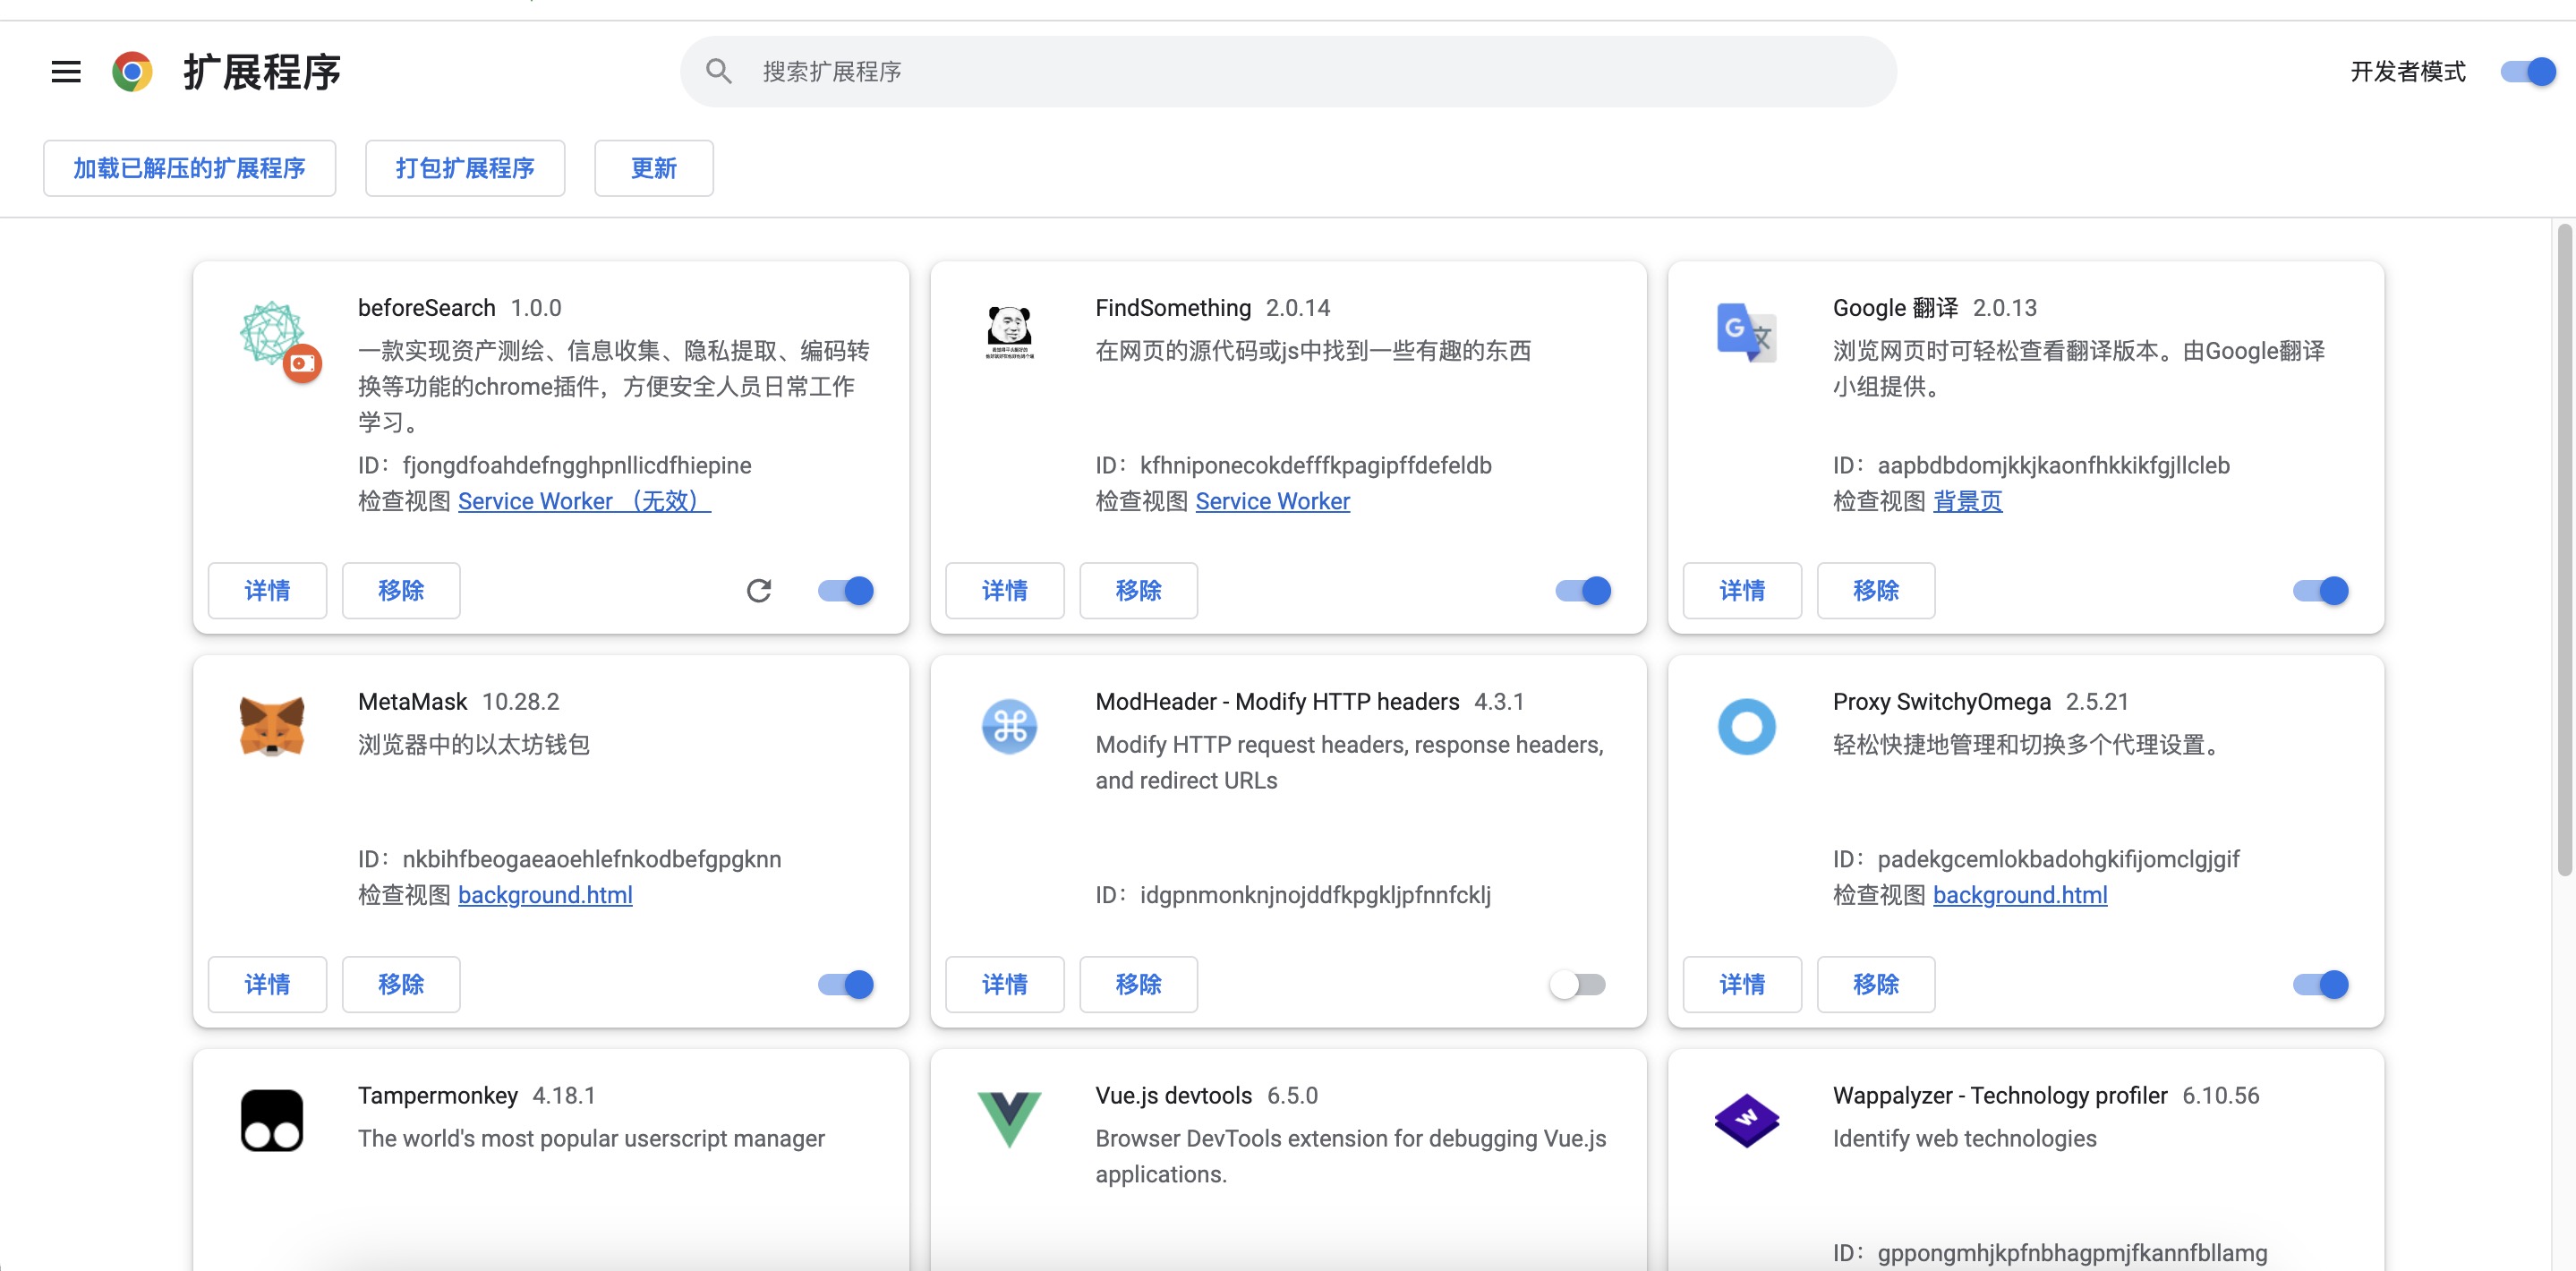 扩展程序
搜索扩展程序
开发者模式
加载已解压的扩展程序
打包扩展程序
更新
beforeSearch 1.0.0
一款实现资产测绘、信息收集、隐私提取、编码转
换等功能的chrome插件，方便安全人员日常工作
学习。
ID：fjongdfoahdefngghpnllicdfhiepine
检查视图 Service Worker （无效）
详情
移除
FindSomething 2.0.14
在网页的源代码或js中找到一些有趣的东西
ID：kfhniponecokdefffkpagipffdefeldb
检查视图 Service Worker
详情
移除
Google 翻译 2.0.13
浏览网页时可轻松查看翻译版本。由Google翻译
小组提供。
ID：aapbdbdomjkkjkaonfhkkikfgjllcleb
检查视图 背景页
详情
移除
MetaMask 10.28.2
浏览器中的以太坊钱包
ID：nkbihfbeogaeaoehlefnkodbefgpgknn
检查视图 background.html
详情
移除
ModHeader - Modify HTTP headers 4.3.1
Modify HTTP request headers, response headers,
and redirect URLs
ID：idgpnmonknjnojddfkpgkljpfnnfcklj
详情
移除
Proxy SwitchyOmega 2.5.21
轻松快捷地管理和切换多个代理设置。
ID：padekgcemlokbadohgkifijomclgjgif
检查视图 background.html
详情
移除
Tampermonkey 4.18.1
The world's most popular userscript manager
Vue.js devtools 6.5.0
Browser DevTools extension for debugging Vue.js
applications.
Wappalyzer - Technology profiler 6.10.56
Identify web technologies
ID：gppongmhjkpfnbhagpmjfkannfbllamg